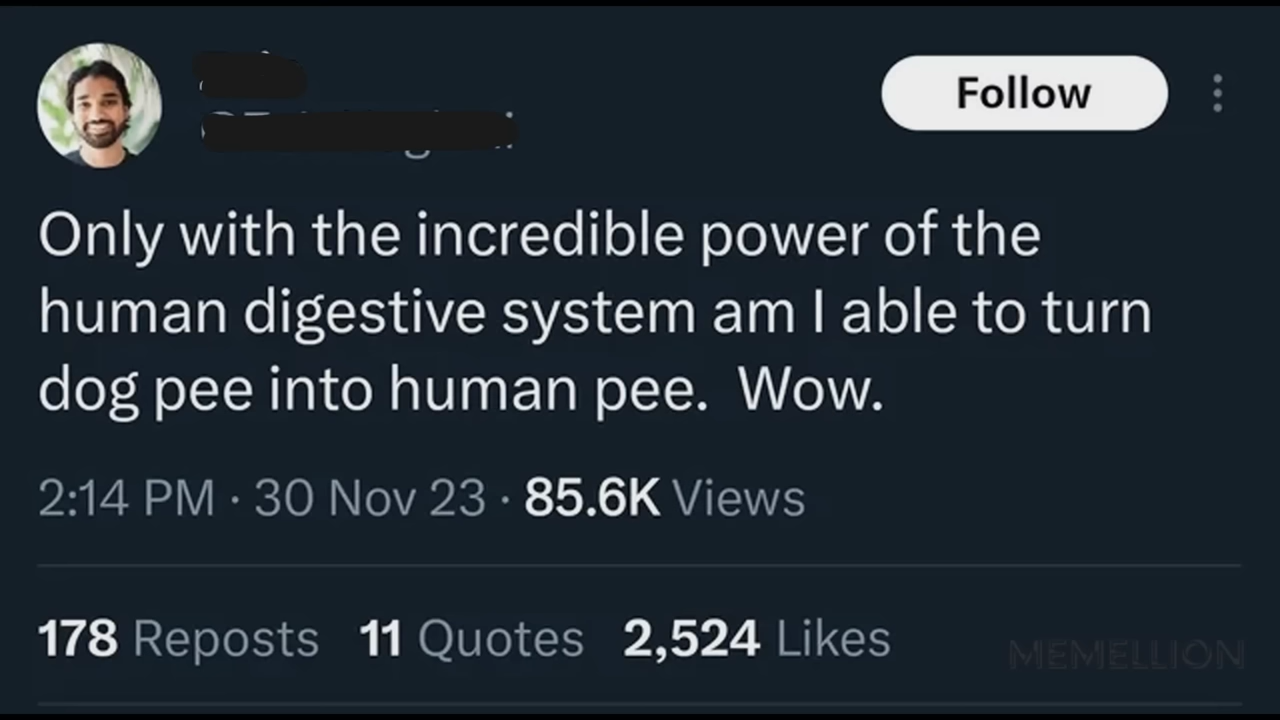 Follow
Only with the incredible power of the
human digestive system am I able to turn
dog pee into human pee.  Wow.
2:14 PM · 30 Nov 23 · 85.6K Views
178 Reposts 11 Quotes 2,524 Likes
MEMELLION